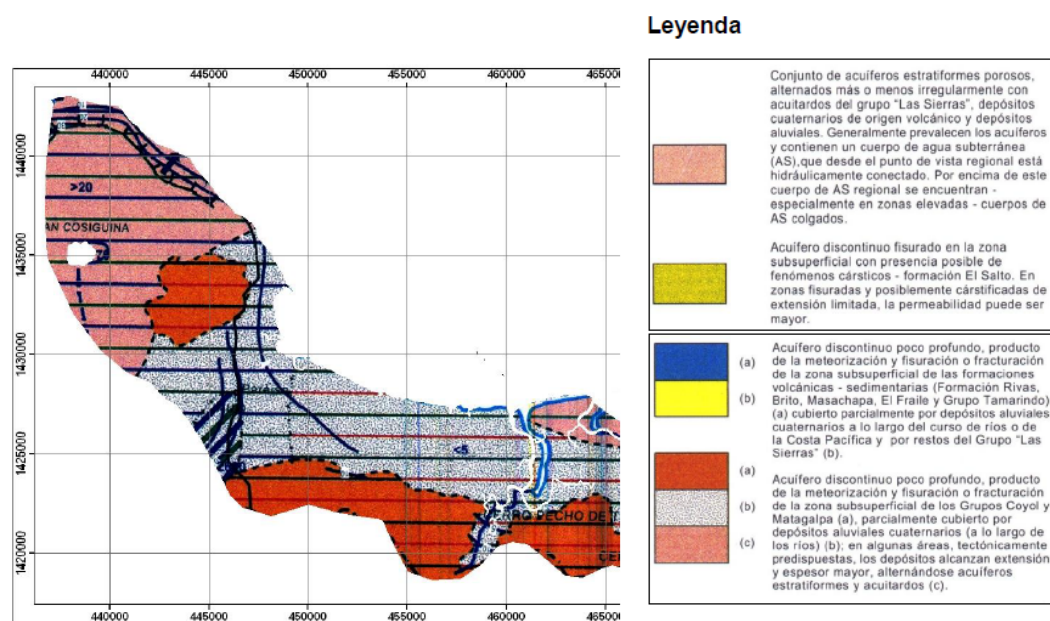 Leyenda
440000 445000 450000 455000 460000 465000
1440000
1435000
1430000
1425000
1420000
>20
AN COSIGUINA
<5
440000 445000 450000 455000 460000 465000
Conjunto de acuíferos estratiformes porosos,
alternados más o menos irregularmente con
acuitardos del grupo "Las Sierras", depósitos
cuaternarios de origen volcánico y depósitos
aluviales. Generalmente prevalecen los acuíferos
y contienen un cuerpo de agua subterránea
(AS),que desde el punto de vista regional está
hidráulicamente conectado. Por encima de este
cuerpo de AS regional se encuentran -
especialmente en zonas elevadas - cuerpos de
AS colgados.
Acuífero discontinuo fisurado en la zona
subsuperficial con presencia posible de
fenómenos cársticos - formación El Salto. En
zonas fisuradas y posiblemente cárstificadas de
extensión limitada, la permeabilidad puede ser
mayor.
(a)
(b)
Acuífero discontinuo poco profundo, producto
de la meteorización y fisuración o fracturación
de la zona subsuperficial de las formaciones
volcánicas - sedimentarias (Formación Rivas,
Brito, Masachapa, El Fraile y Grupo Tamarindo)
(a) cubierto parcialmente por depósitos aluviales
cuaternarios a lo largo del curso de ríos o de
la Costa Pacífica y por restos del Grupo "Las
Sierras" (b).
(a)
(b)
(c)
Acuífero discontinuo poco profundo, producto
de la meteorización y fisuración o fracturación
de la zona subsuperficial de los Grupos Coyol y
Matagalpa (a), parcialmente cubierto por
depósitos aluviales cuaternarios (a lo largo de
los ríos) (b); en algunas áreas, tectónicamente
predispuestas, los depósitos alcanzan extensión
y espesor mayor, alternándose acuíferos
estratiformes y acuitardos (c).